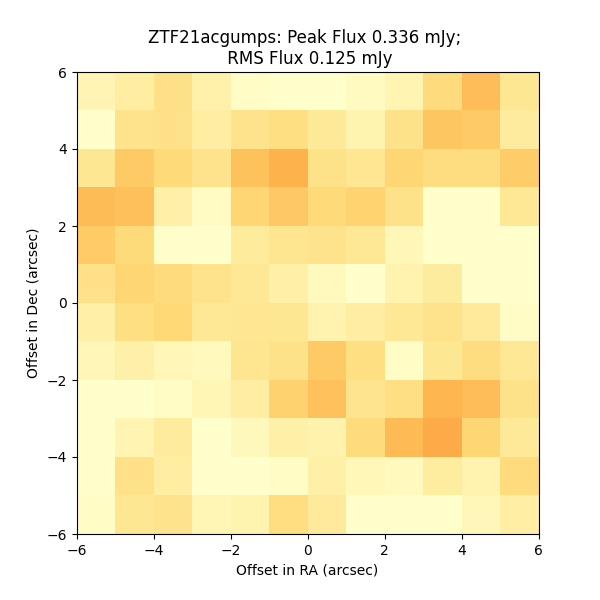 ZTF21acgumps: Peak Flux 0.336 mJy;
RMS Flux 0.125 mJy
6
4
2
0
−2
−4
−6
Offset in Dec (arcsec)
−6 −4 −2 0 2 4 6
Offset in RA (arcsec)